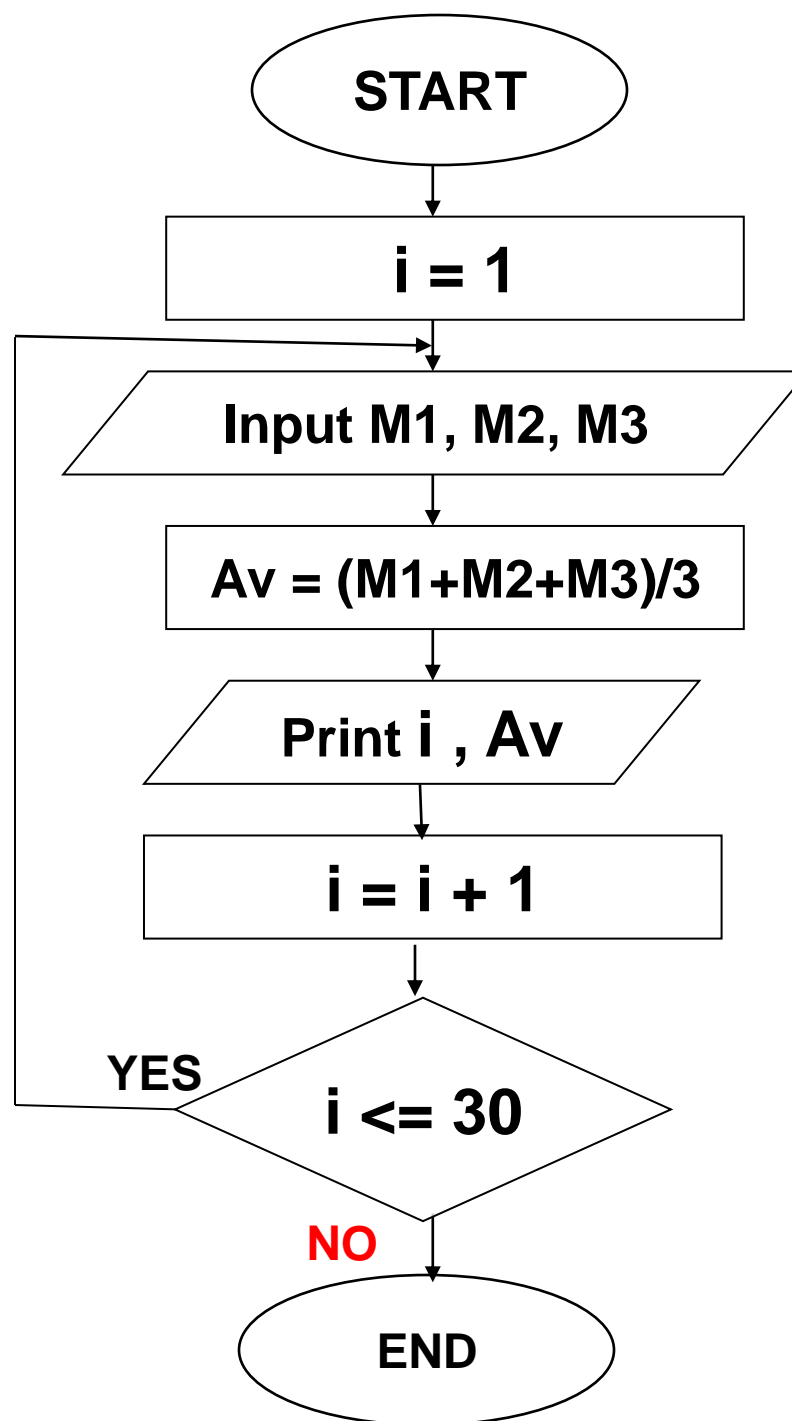 START
i = 1
Input M1, M2, M3
Av = (M1+M2+M3)/3
Print i , Av
i = i + 1
YES
i <= 30
NO
END